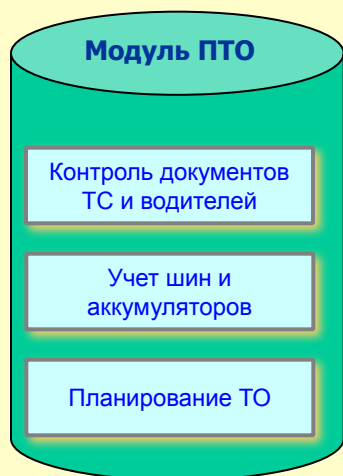 Модуль ПТО
Контроль документов
ТС и водителей
Учет шин и
аккумуляторов
Планирование ТО